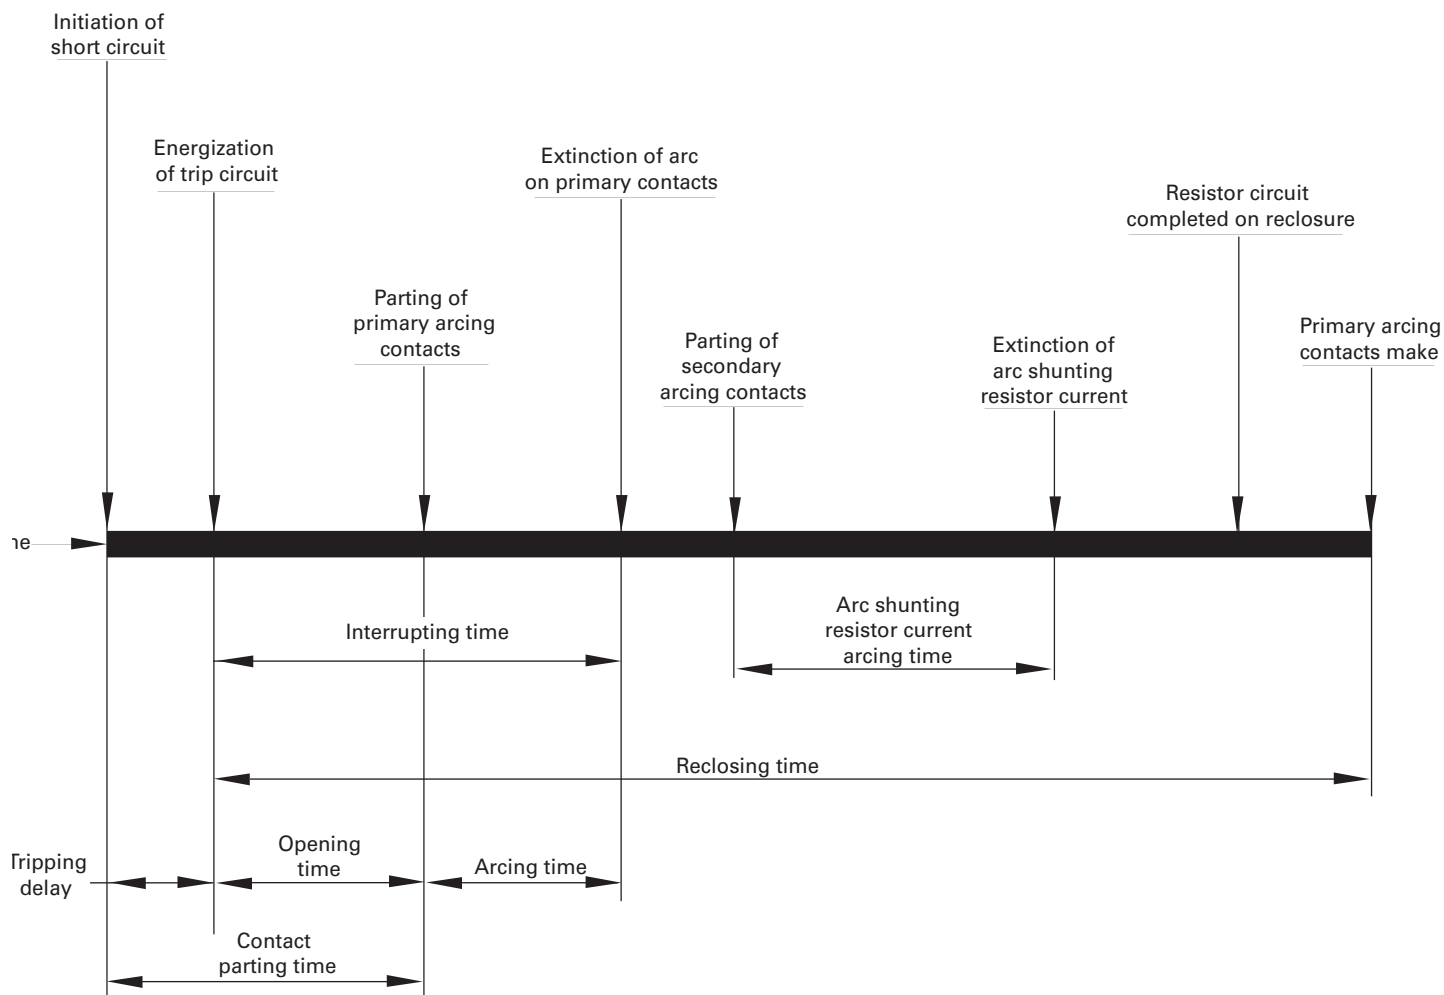 Initiation of
short circuit
Energization
of trip circuit
Extinction of arc
on primary contacts
Resistor circuit
completed on reclosure
Parting of
primary arcing
contacts
Parting of
secondary
arcing contacts
Extinction of
arc shunting
resistor current
Primary arcing
contacts make
Interrupting time
Arc shunting
resistor current
arcing time
Reclosing time
Tripping
delay
Opening
time
Arcing time
Contact
parting time